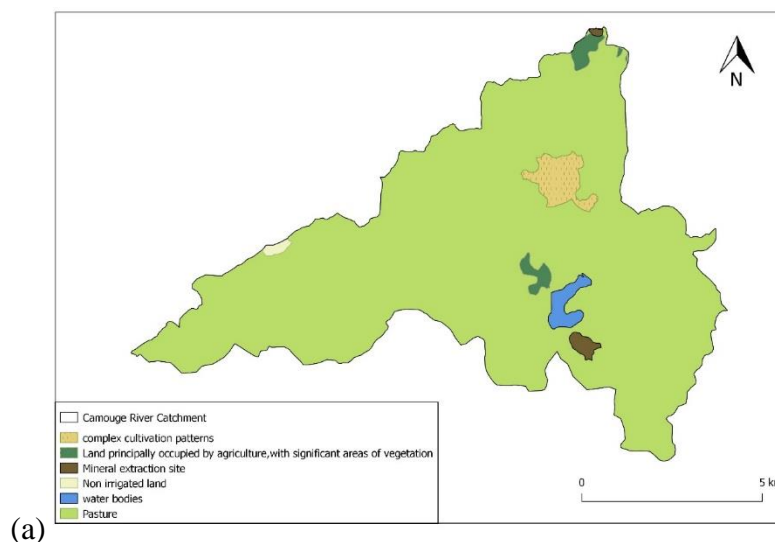 N
Camouge River Catchment
complex cultivation patterns
Land principally occupied by agriculture,with significant areas of vegetation
Mineral extraction site
Non irrigated land
water bodies
Pasture
0 5 k
(a)